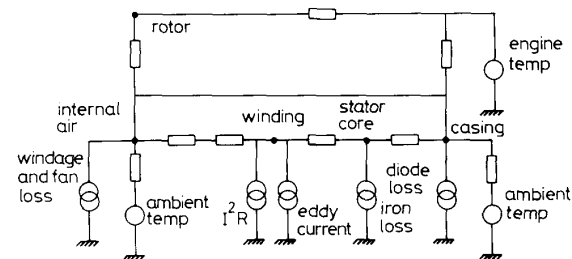 rotor
engine
temp
internal
air
winding
stator
core
casing
windage
and fan
loss
ambient
temp
I²R
eddy
current
diode
loss
iron
loss
ambient
temp